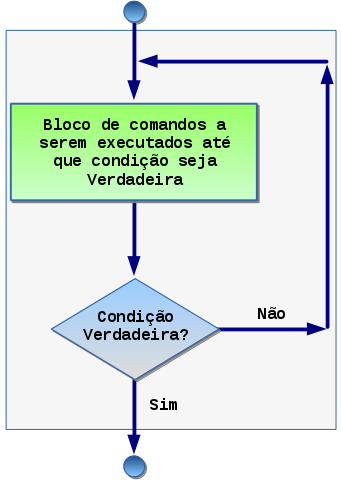 Bloco de comandos a
serem executados até
que condição seja
Verdadeira
Condição
Verdadeira?
Não
Sim